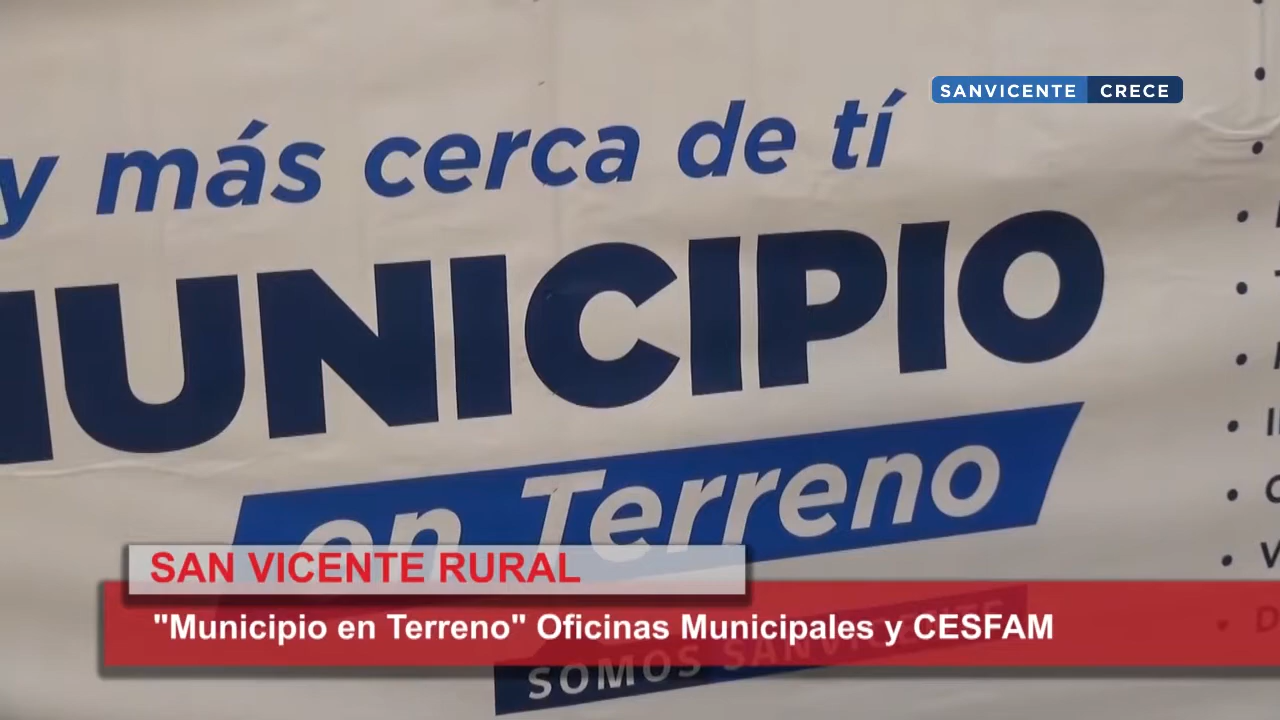 SANVICENTE CRECE
y más cerca de tí
MUNICIPIO
en Terreno
SAN VICENTE RURAL
"Municipio en Terreno" Oficinas Municipales y CESFAM
SOMOS SANVICENTE